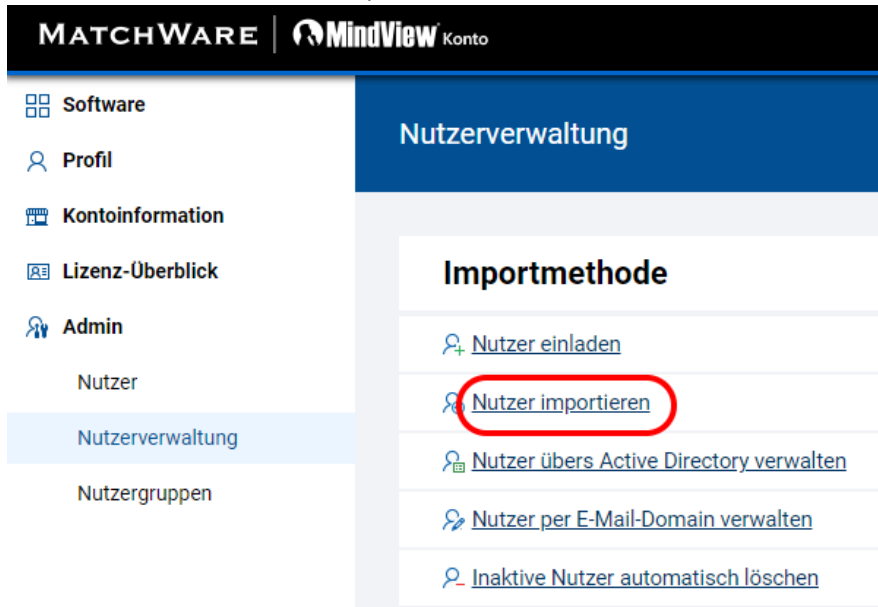 MATCHWARE MindView Konto
Software
Profil
Kontoinformation
Lizenz-Überblick
Admin
Nutzer
Nutzerverwaltung
Nutzergruppen
Nutzerverwaltung
Importmethode
Nutzer einladen
Nutzer importieren
Nutzer übers Active Directory verwalten
Nutzer per E-Mail-Domain verwalten
Inaktive Nutzer automatisch löschen